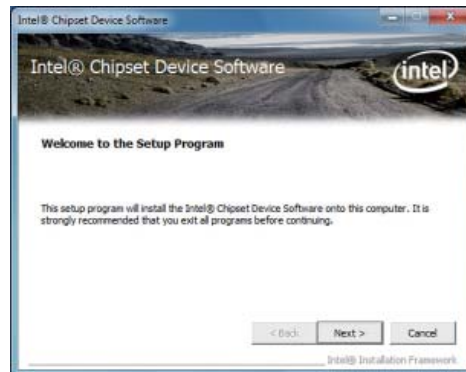 Intel® Chipset Device Software
Intel® Chipset Device Software
intel
Welcome to the Setup Program
This setup program will install the Intel® Chipset Device Software onto this computer. It is
strongly recommended that you exit all programs before continuing.
< Back Next > Cancel
Intel® Installation Framework